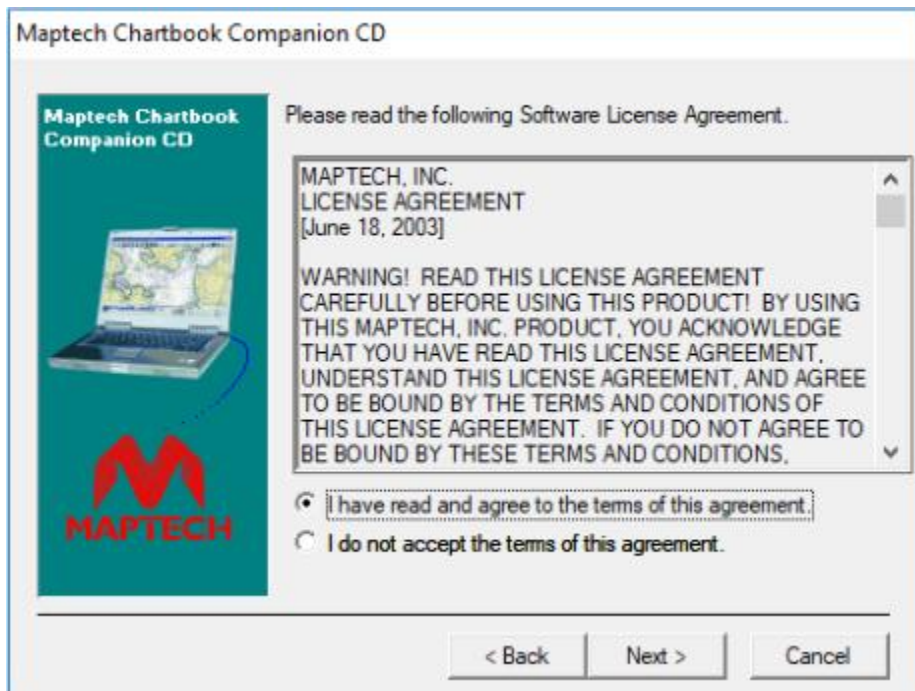 Maptech Chartbook Companion CD
Maptech Chartbook
Companion CD
MAPTECH
Please read the following Software License Agreement.
MAPTECH, INC.
LICENSE AGREEMENT
[June 18, 2003]
WARNING!  READ THIS LICENSE AGREEMENT
CAREFULLY BEFORE USING THIS PRODUCT!  BY USING
THIS MAPTECH, INC. PRODUCT, YOU ACKNOWLEDGE
THAT YOU HAVE READ THIS LICENSE AGREEMENT,
UNDERSTAND THIS LICENSE AGREEMENT, AND AGREE
TO BE BOUND BY THE TERMS AND CONDITIONS OF
THIS LICENSE AGREEMENT.  IF YOU DO NOT AGREE TO
BE BOUND BY THESE TERMS AND CONDITIONS,
I have read and agree to the terms of this agreement.
I do not accept the terms of this agreement.
< Back
Next >
Cancel